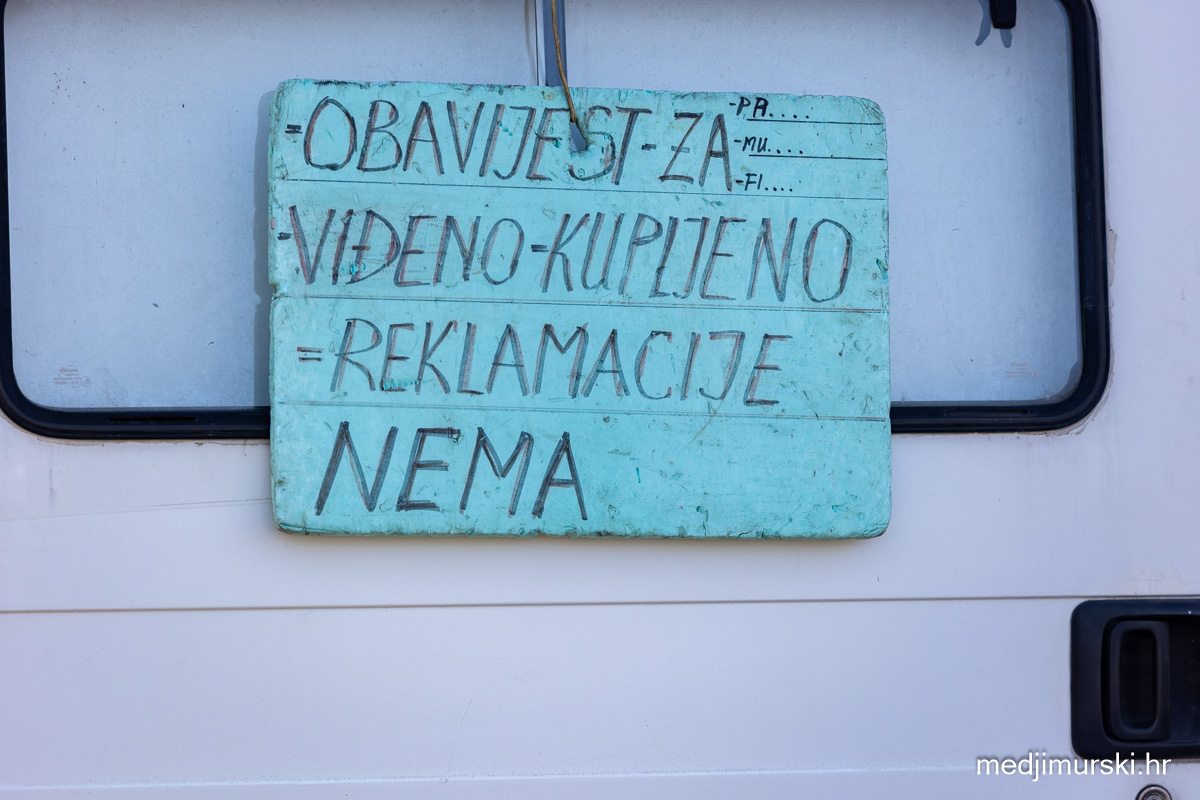 =OBAVIJEST-ZA
-PA....
-MU....
-FI....
-VIĐENO=KUPLJENO
=REKLAMACIJE
NEMA
medjimurski.hr